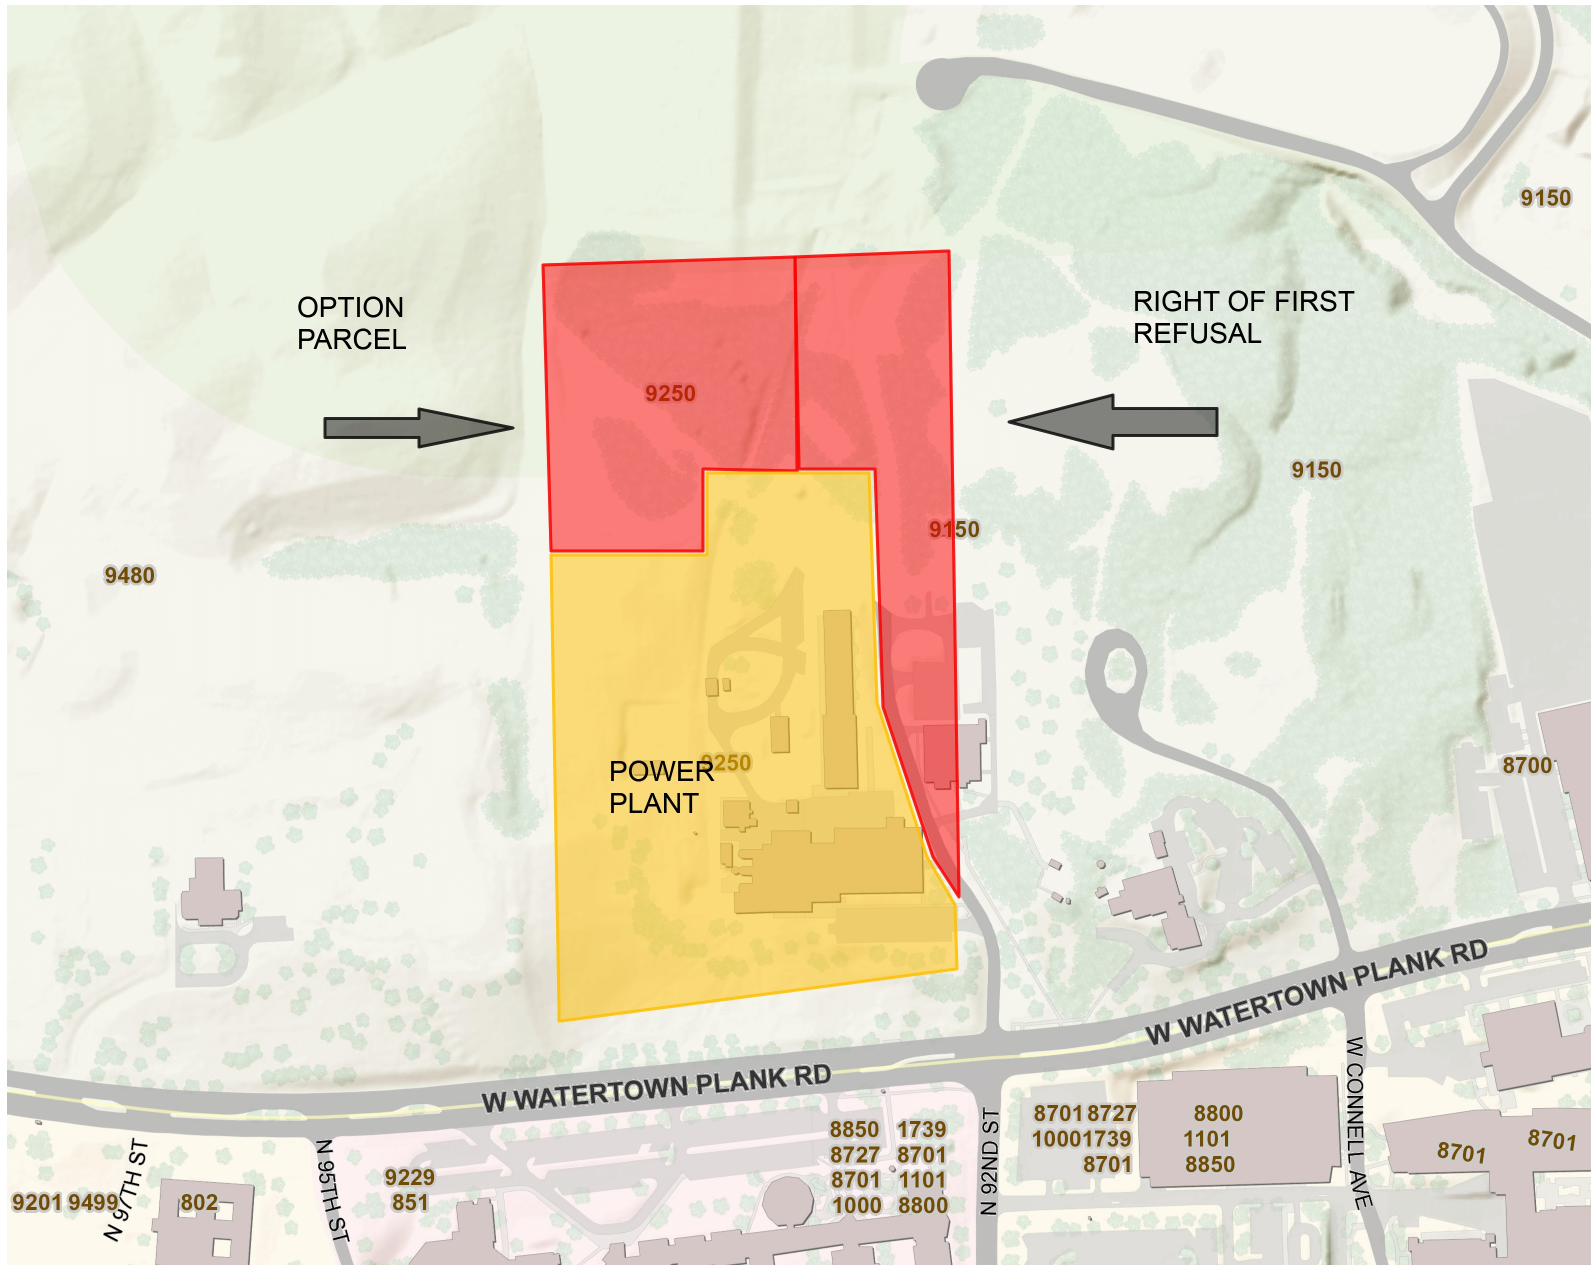 9150
OPTION
PARCEL
RIGHT OF FIRST
REFUSAL
9250
9150
9150
9480
POWER
PLANT
9250
8700
W WATERTOWN PLANK RD
W WATERTOWN PLANK RD
N 97TH ST
N 95TH ST
N 92ND ST
W CONNELL AVE
9201 9499
802
9229
851
8850 1739
8727 8701
8701 1101
1000 8800
8701 8727
1000 1739
8701
8800
1101
8850
8701
8701